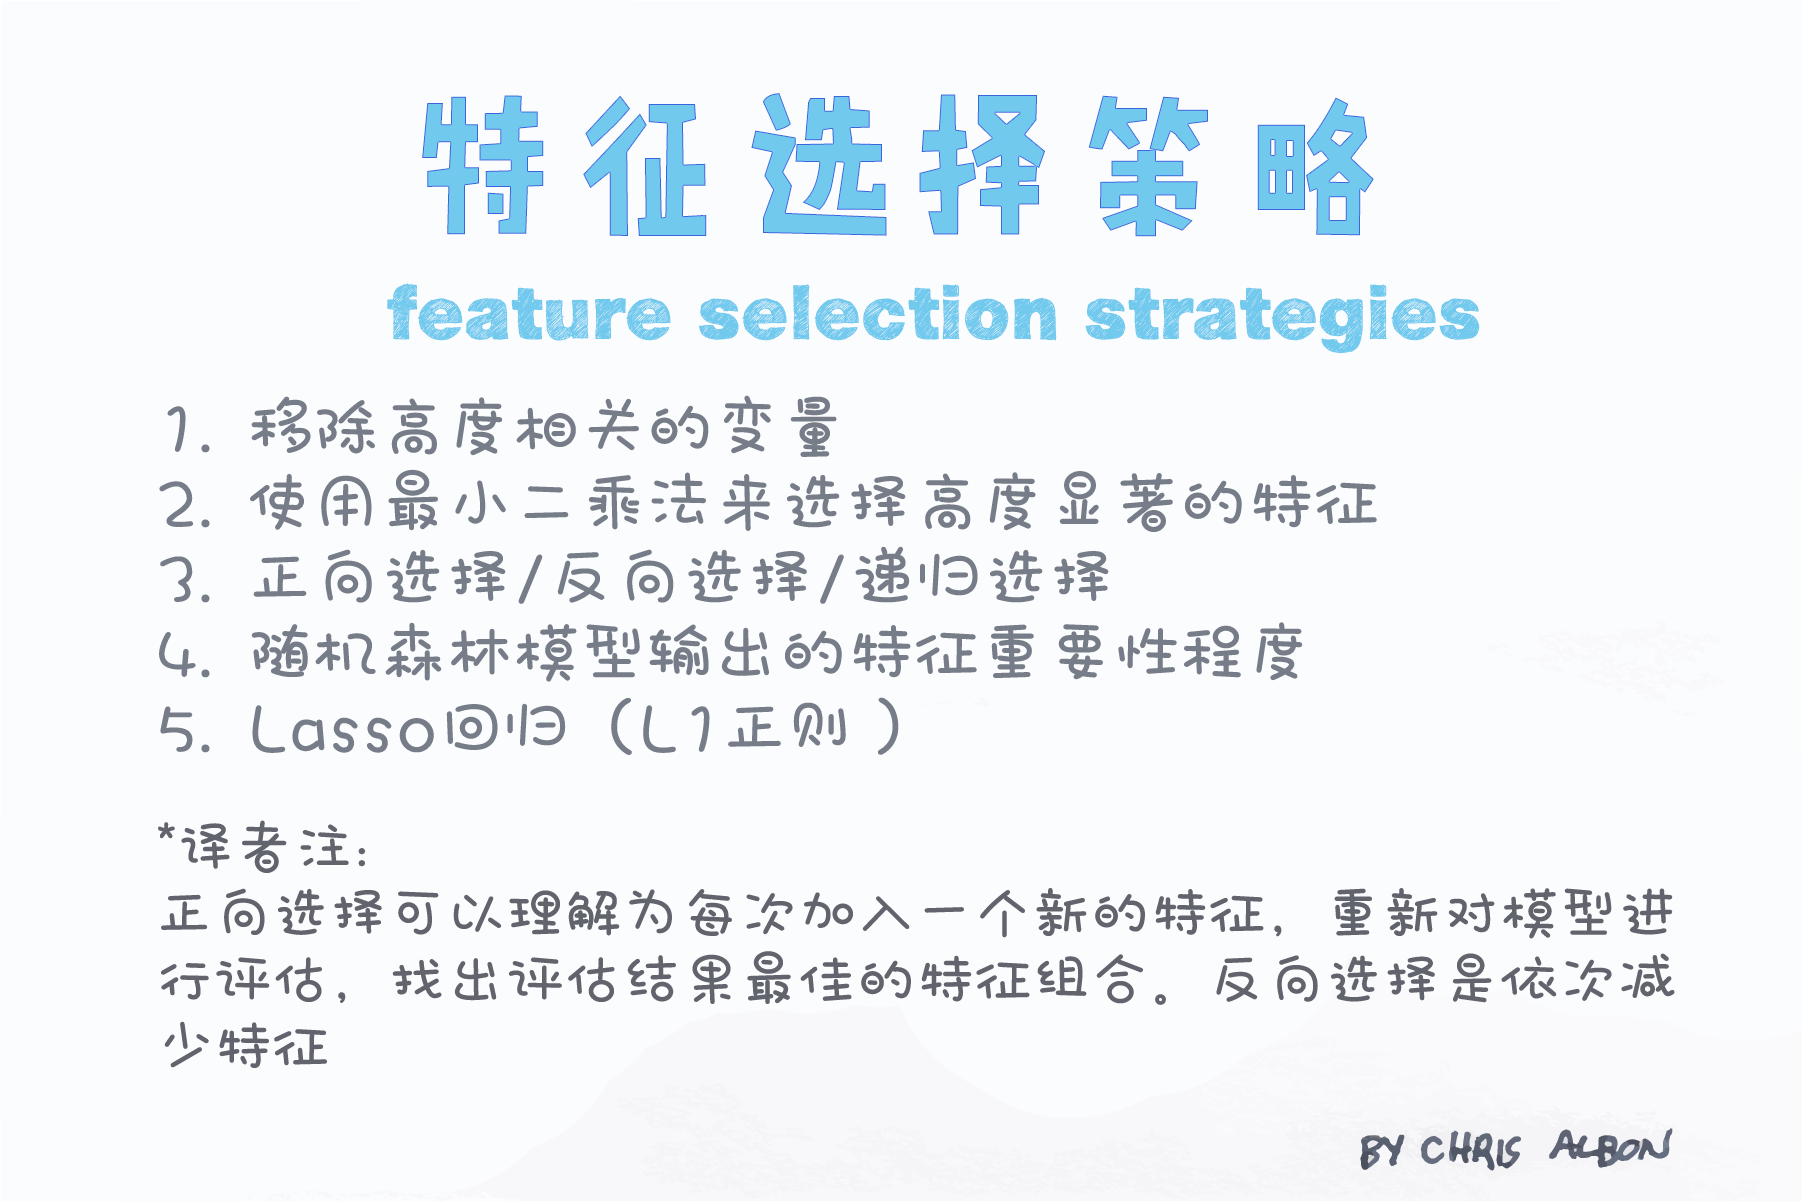 特征选择策略
feature selection strategies
1. 移除高度相关的变量
2. 使用最小二乘法来选择高度显著的特征
3. 正向选择/反向选择/递归选择
4. 随机森林模型输出的特征重要性程度
5. Lasso回归（L1正则）
*译者注:
正向选择可以理解为每次加入一个新的特征，重新对模型进
行评估，找出评估结果最佳的特征组合。反向选择是依次减
少特征
BY CHRIS ALBON